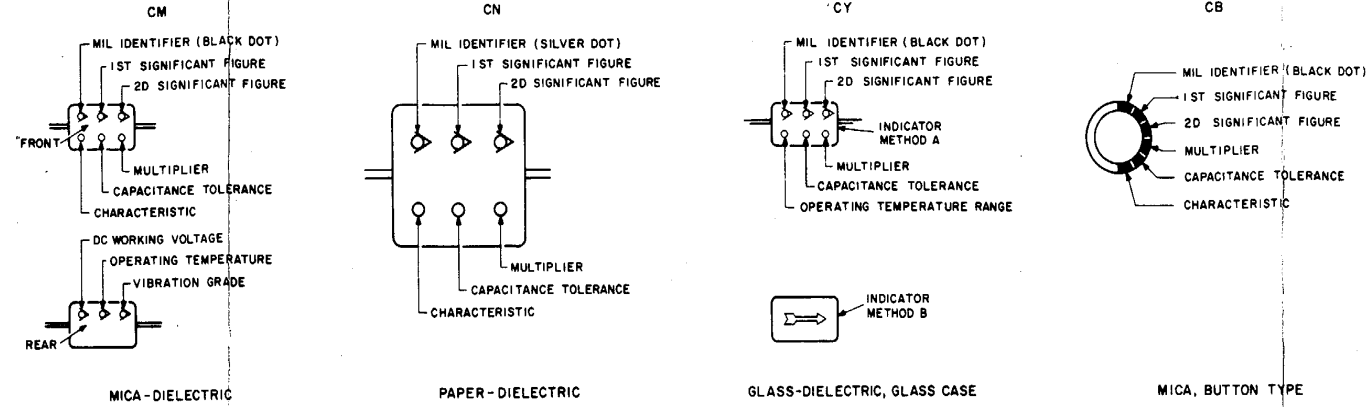 CM
MIL IDENTIFIER (BLACK DOT)
1ST SIGNIFICANT FIGURE
2D SIGNIFICANT FIGURE
FRONT
MULTIPLIER
CAPACITANCE TOLERANCE
CHARACTERISTIC
DC WORKING VOLTAGE
OPERATING TEMPERATURE
VIBRATION GRADE
REAR
MICA-DIELECTRIC
CN
MIL IDENTIFIER (SILVER DOT)
1ST SIGNIFICANT FIGURE
2D SIGNIFICANT FIGURE
MULTIPLIER
CAPACITANCE TOLERANCE
CHARACTERISTIC
PAPER-DIELECTRIC
CY
MIL IDENTIFIER (BLACK DOT)
1ST SIGNIFICANT FIGURE
2D SIGNIFICANT FIGURE
INDICATOR
METHOD A
MULTIPLIER
CAPACITANCE TOLERANCE
OPERATING TEMPERATURE RANGE
INDICATOR
METHOD B
GLASS-DIELECTRIC, GLASS CASE
CB
MIL IDENTIFIER (BLACK DOT)
1ST SIGNIFICANT FIGURE
2D SIGNIFICANT FIGURE
MULTIPLIER
CAPACITANCE TOLERANCE
CHARACTERISTIC
MICA, BUTTON TYPE